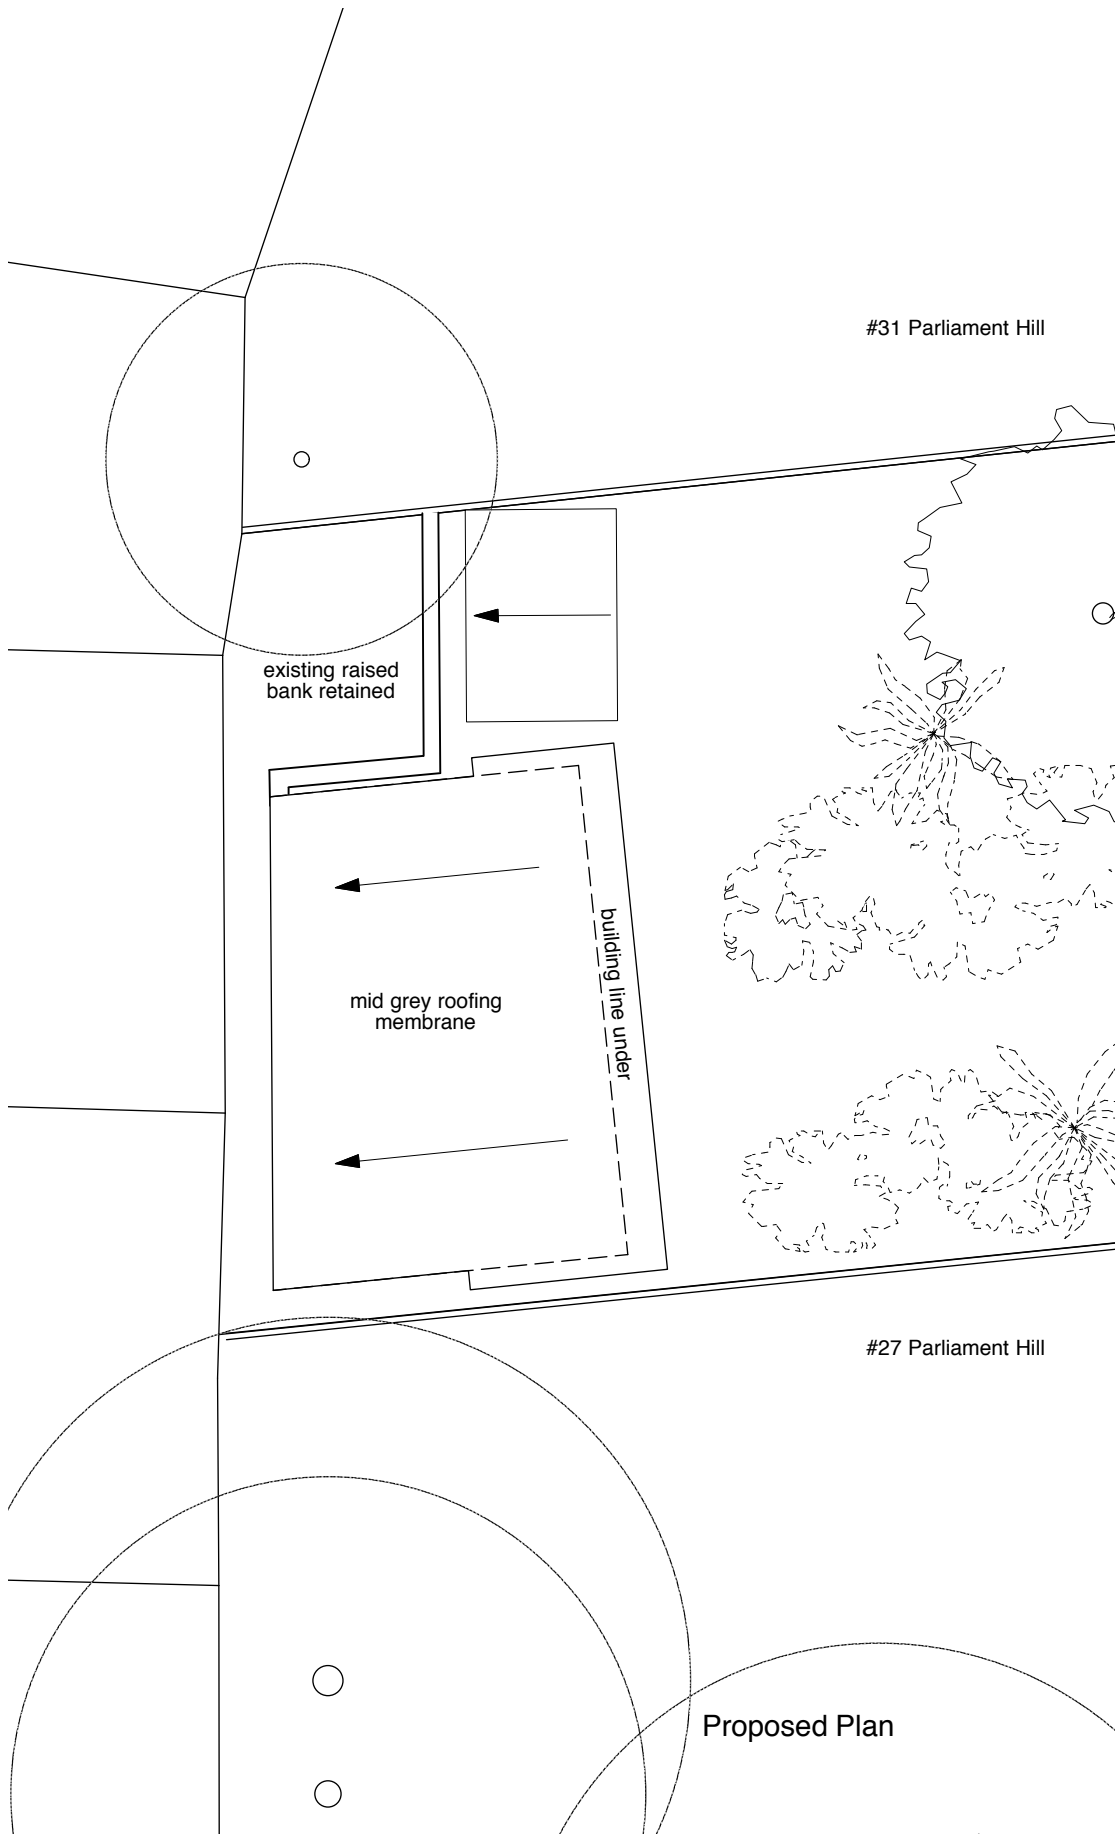 #31 Parliament Hill
existing raised
bank retained
building line under
mid grey roofing
membrane
#27 Parliament Hill
Proposed Plan